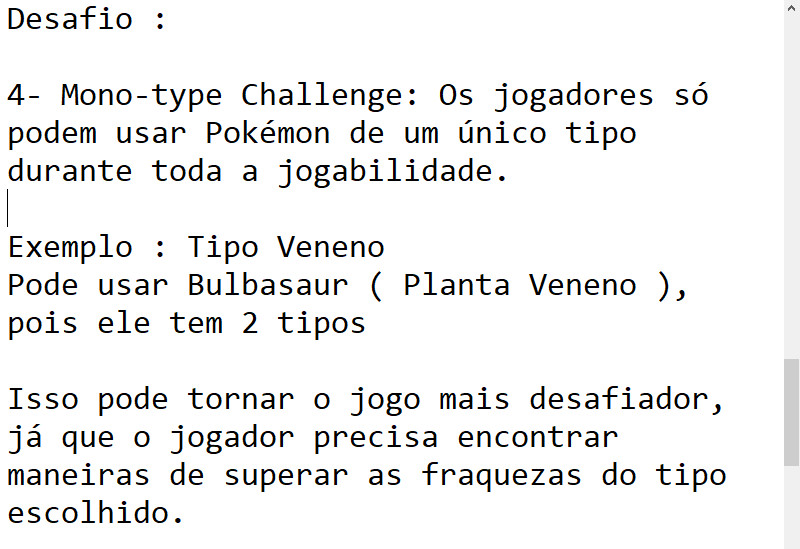 Desafio :
4- Mono-type Challenge: Os jogadores só
podem usar Pokémon de um único tipo
durante toda a jogabilidade.
Exemplo : Tipo Veneno
Pode usar Bulbasaur ( Planta Veneno ),
pois ele tem 2 tipos
Isso pode tornar o jogo mais desafiador,
já que o jogador precisa encontrar
maneiras de superar as fraquezas do tipo
escolhido.